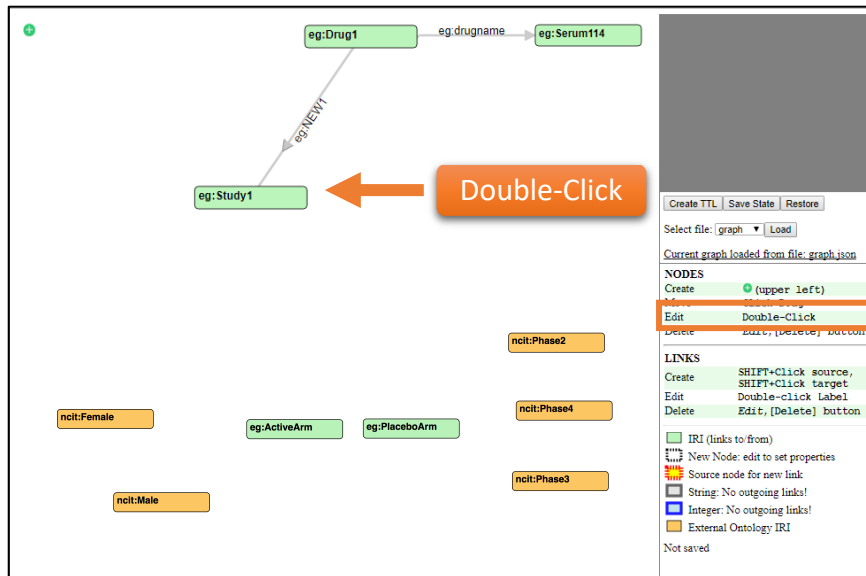 eg:Drug1
eg:drugname
eg:Serum114
eg:NEW1
eg:Study1
Double-Click
ncit:Phase2
ncit:Female
eg:ActiveArm
eg:PlaceboArm
ncit:Phase4
ncit:Male
ncit:Phase3
Create TTL Save State Restore
Select file: graph Load
Current graph loaded from file: graph.json
NODES
Create (upper left)
Edit Double-Click
Delete Edit,[Delete] button
LINKS
Create SHIFT+Click source,
SHIFT+Click target
Edit Double-click Label
Delete Edit,[Delete] button
IRI (links to/from)
New Node: edit to set properties
Source node for new link
String: No outgoing links!
Integer: No outgoing links!
External Ontology IRI
Not saved